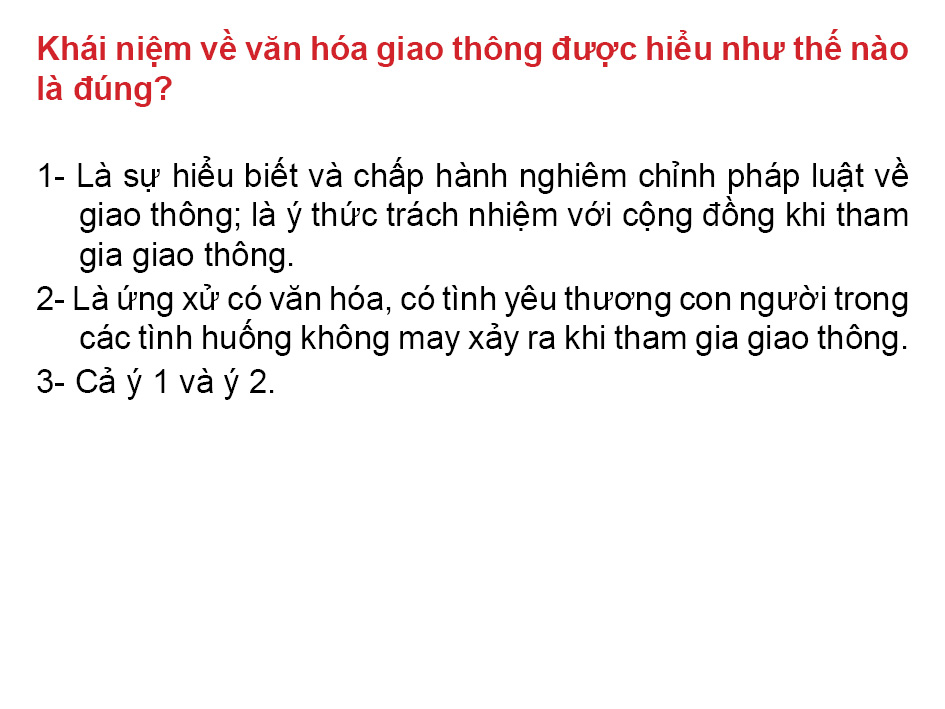 Khái niệm về văn hóa giao thông được hiểu như thế nào
là đúng?
1- Là sự hiểu biết và chấp hành nghiêm chỉnh pháp luật về
giao thông; là ý thức trách nhiệm với cộng đồng khi tham
gia giao thông.
2- Là ứng xử có văn hóa, có tình yêu thương con người trong
các tình huống không may xảy ra khi tham gia giao thông.
3- Cả ý 1 và ý 2.